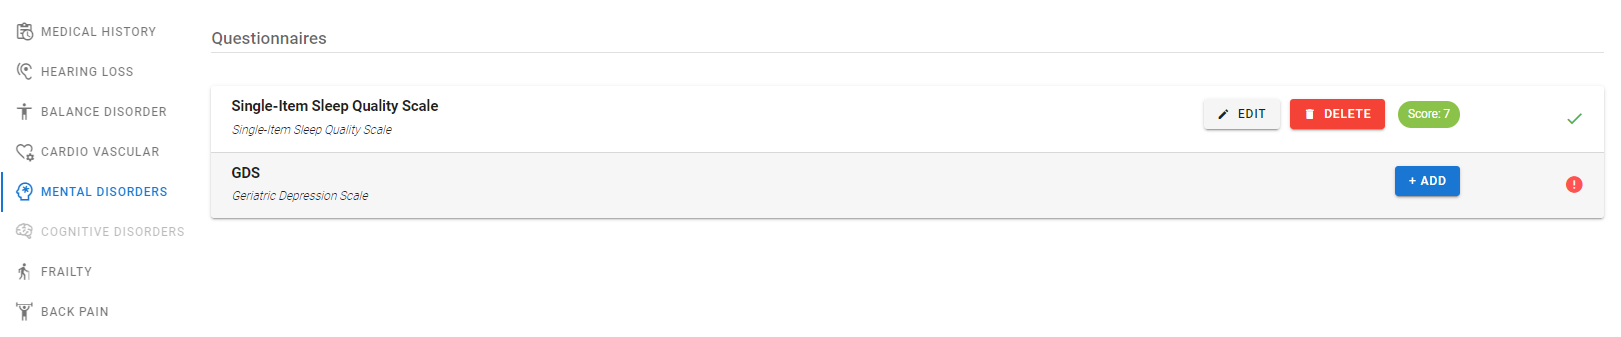 MEDICAL HISTORY
HEARING LOSS
BALANCE DISORDER
CARDIO VASCULAR
MENTAL DISORDERS
COGNITIVE DISORDERS
FRAILTY
BACK PAIN
Questionnaires
Single-Item Sleep Quality Scale
Single-Item Sleep Quality Scale
EDIT
DELETE
Score: 7
GDS
Geriatric Depression Scale
+ ADD